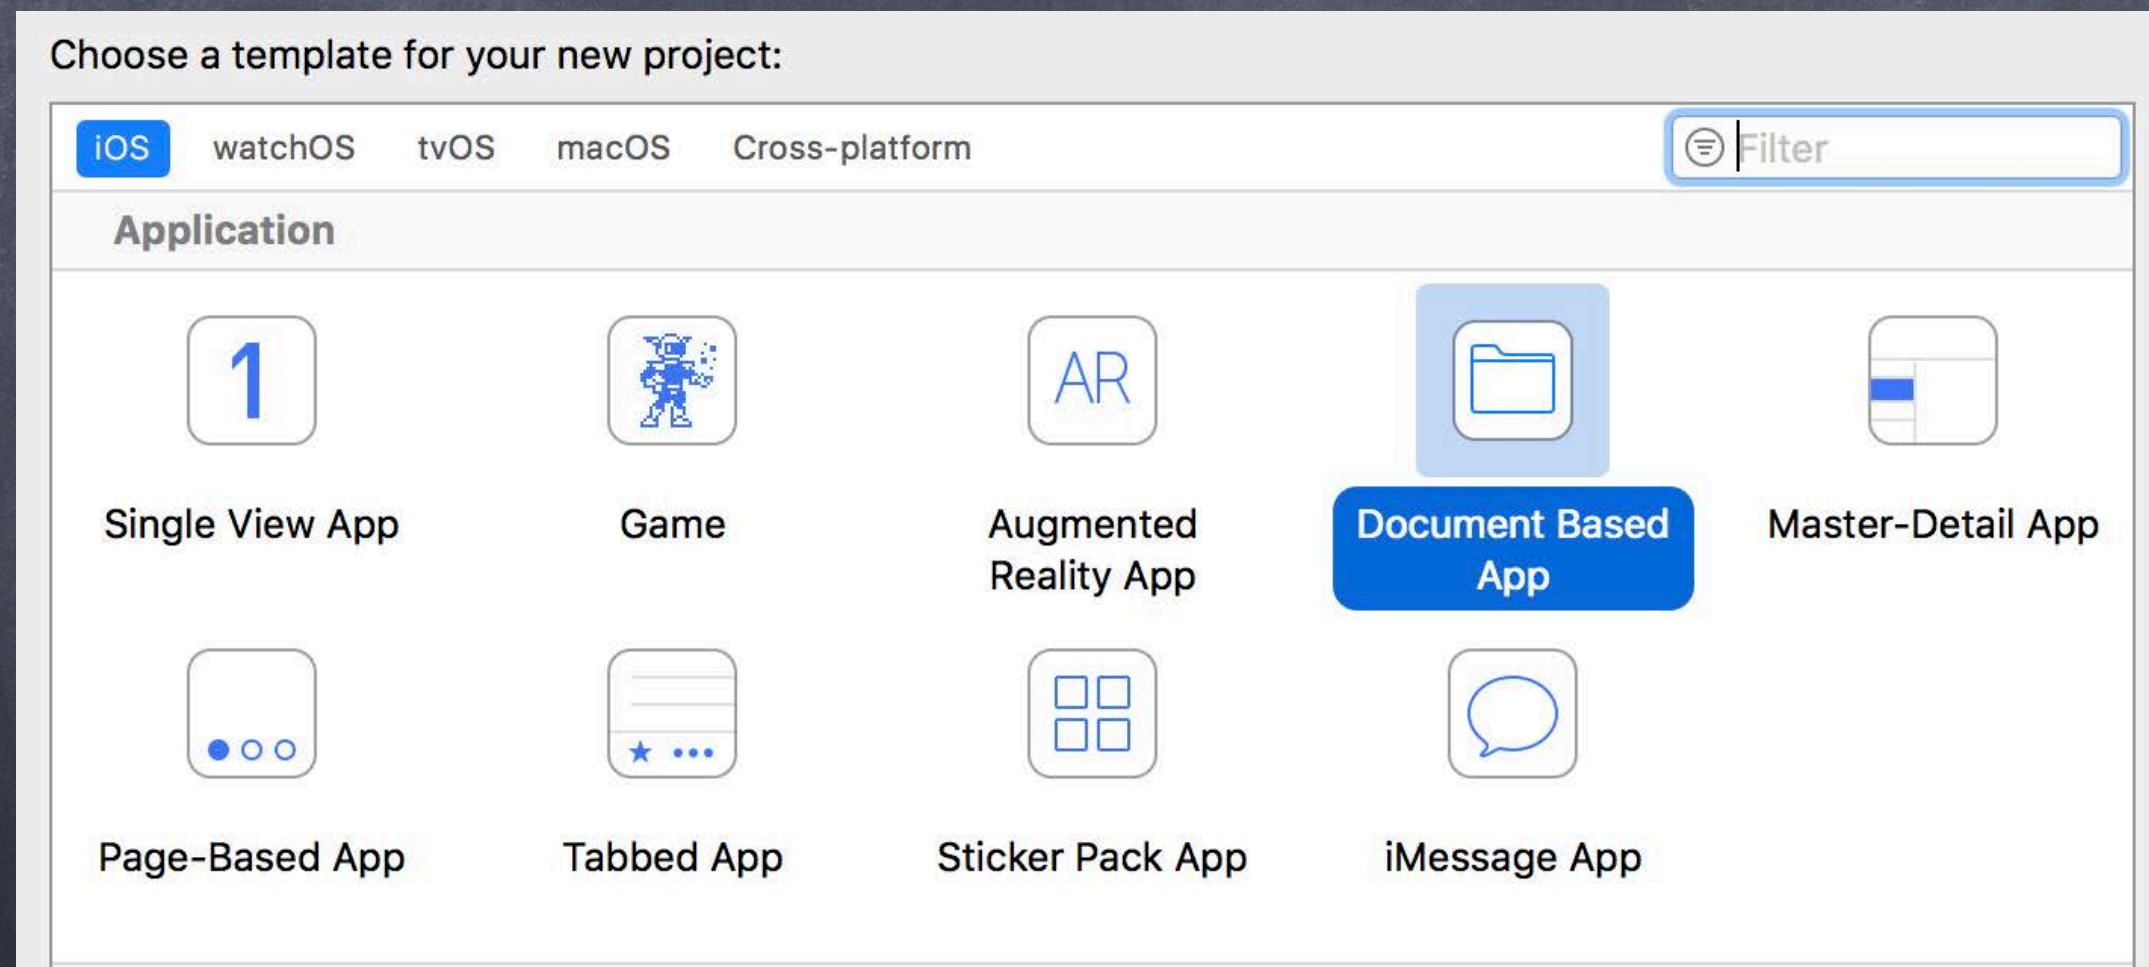 Choose a template for your new project:
iOS watchOS tvOS macOS Cross-platform Filter
Application
1 AR
Single View App Game Augmented Reality App Document Based App Master-Detail App
Page-Based App Tabbed App Sticker Pack App iMessage App